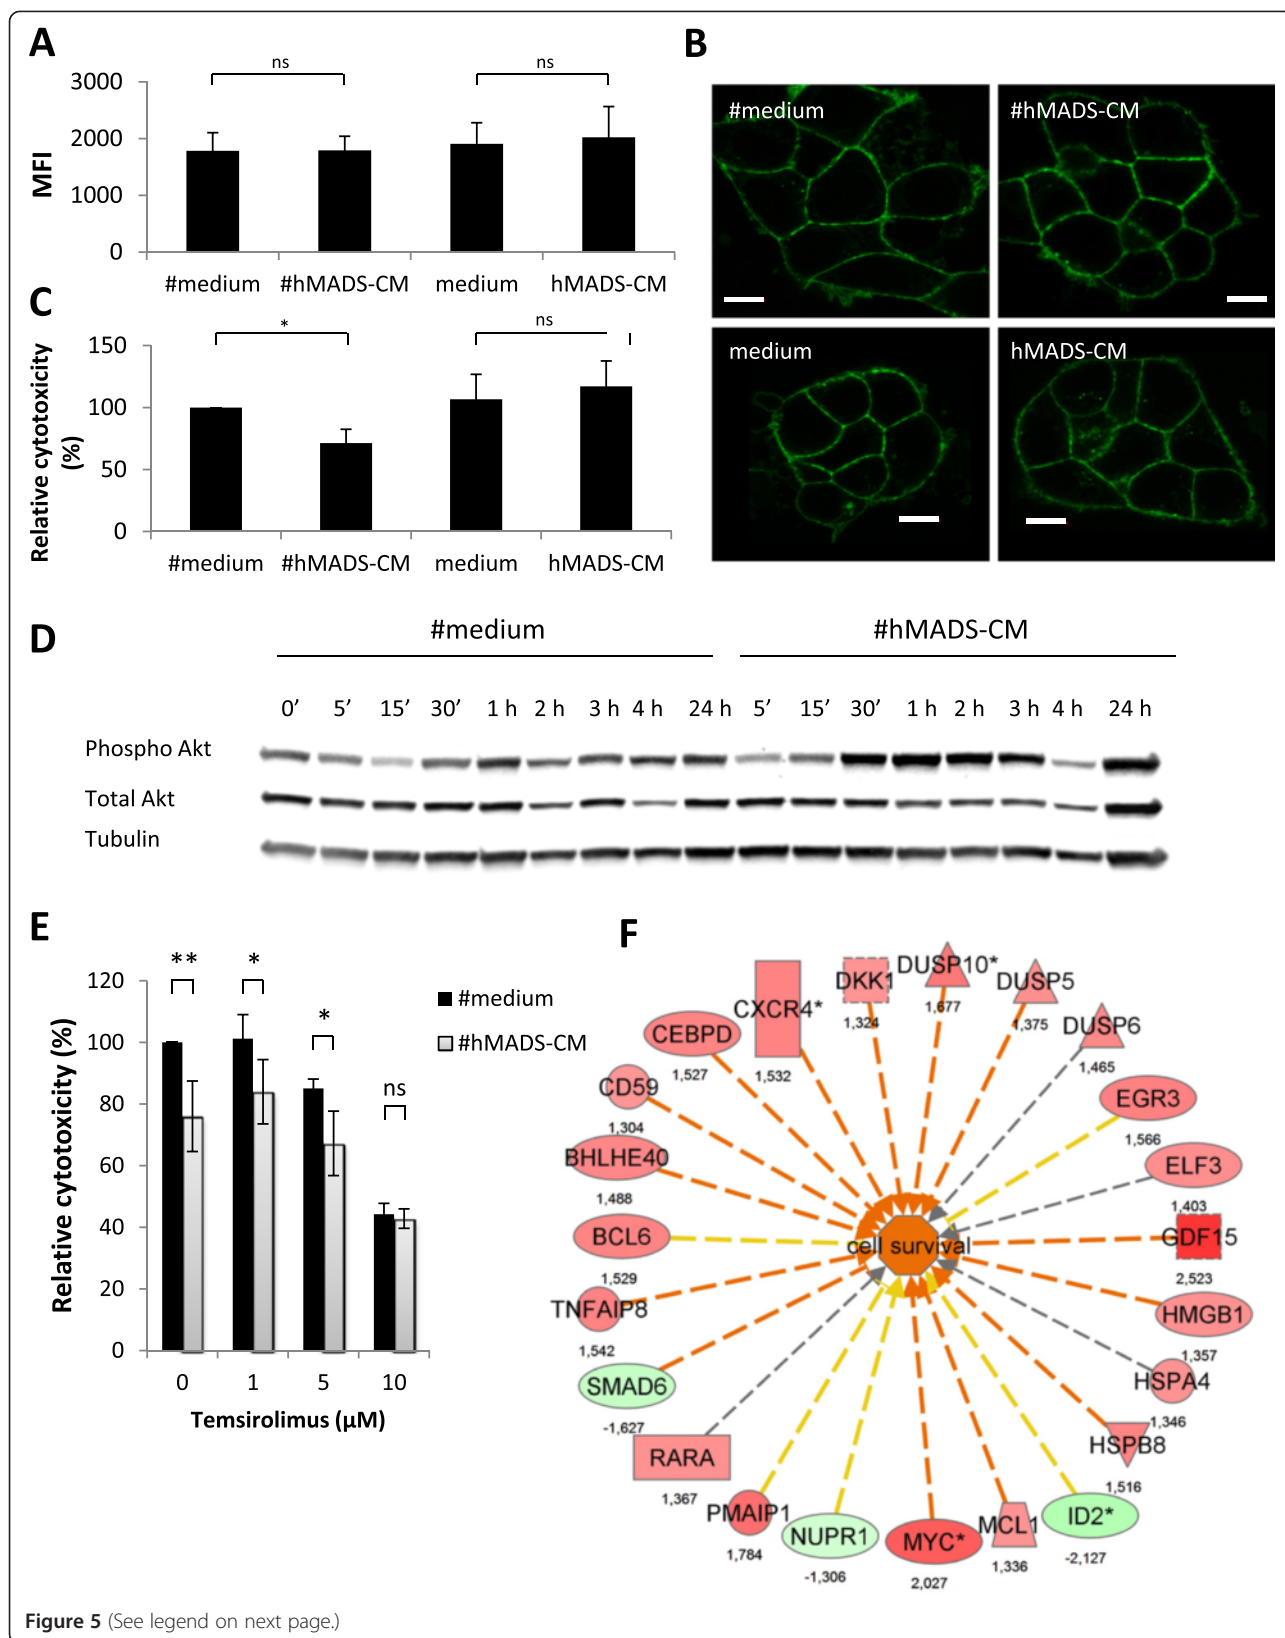 A
ns
ns
3000
2000
1000
0
MFI
#medium
#hMADS-CM
medium
hMADS-CM
B
#medium
#hMADS-CM
medium
hMADS-CM
C
*
ns
150
100
50
0
Relative cytotoxicity
(%)
#medium
#hMADS-CM
medium
hMADS-CM
D
#medium
#hMADS-CM
0’ 5’ 15’ 30’ 1 h 2 h 3 h 4 h 24 h 5’ 15’ 30’ 1 h 2 h 3 h 4 h 24 h
Phospho Akt
Total Akt
Tubulin
E
** * * ns
120
100
80
60
40
20
0
Relative cytotoxicity (%)
#medium
#hMADS-CM
0 1 5 10
Temsirolimus (µM)
F
CXCR4*
1,532
DKK1
1,324
DUSP10*
1,677
DUSP5
1,375
DUSP6
1,465
EGR3
1,566
ELF3
1,403
GDF15
2,523
HMGB1
1,357
HSPA4
1,346
HSPB8
1,516
ID2*
-2,127
MCL1
1,336
MYC*
2,027
NUPR1
-1,306
PMAIP1
1,784
RARA
1,367
SMAD6
-1,627
TNFAIP8
1,542
BCL6
1,529
BHLHE40
1,488
CD59
1,304
CEBPD
1,527
cell survival
Figure 5 (See legend on next page.)